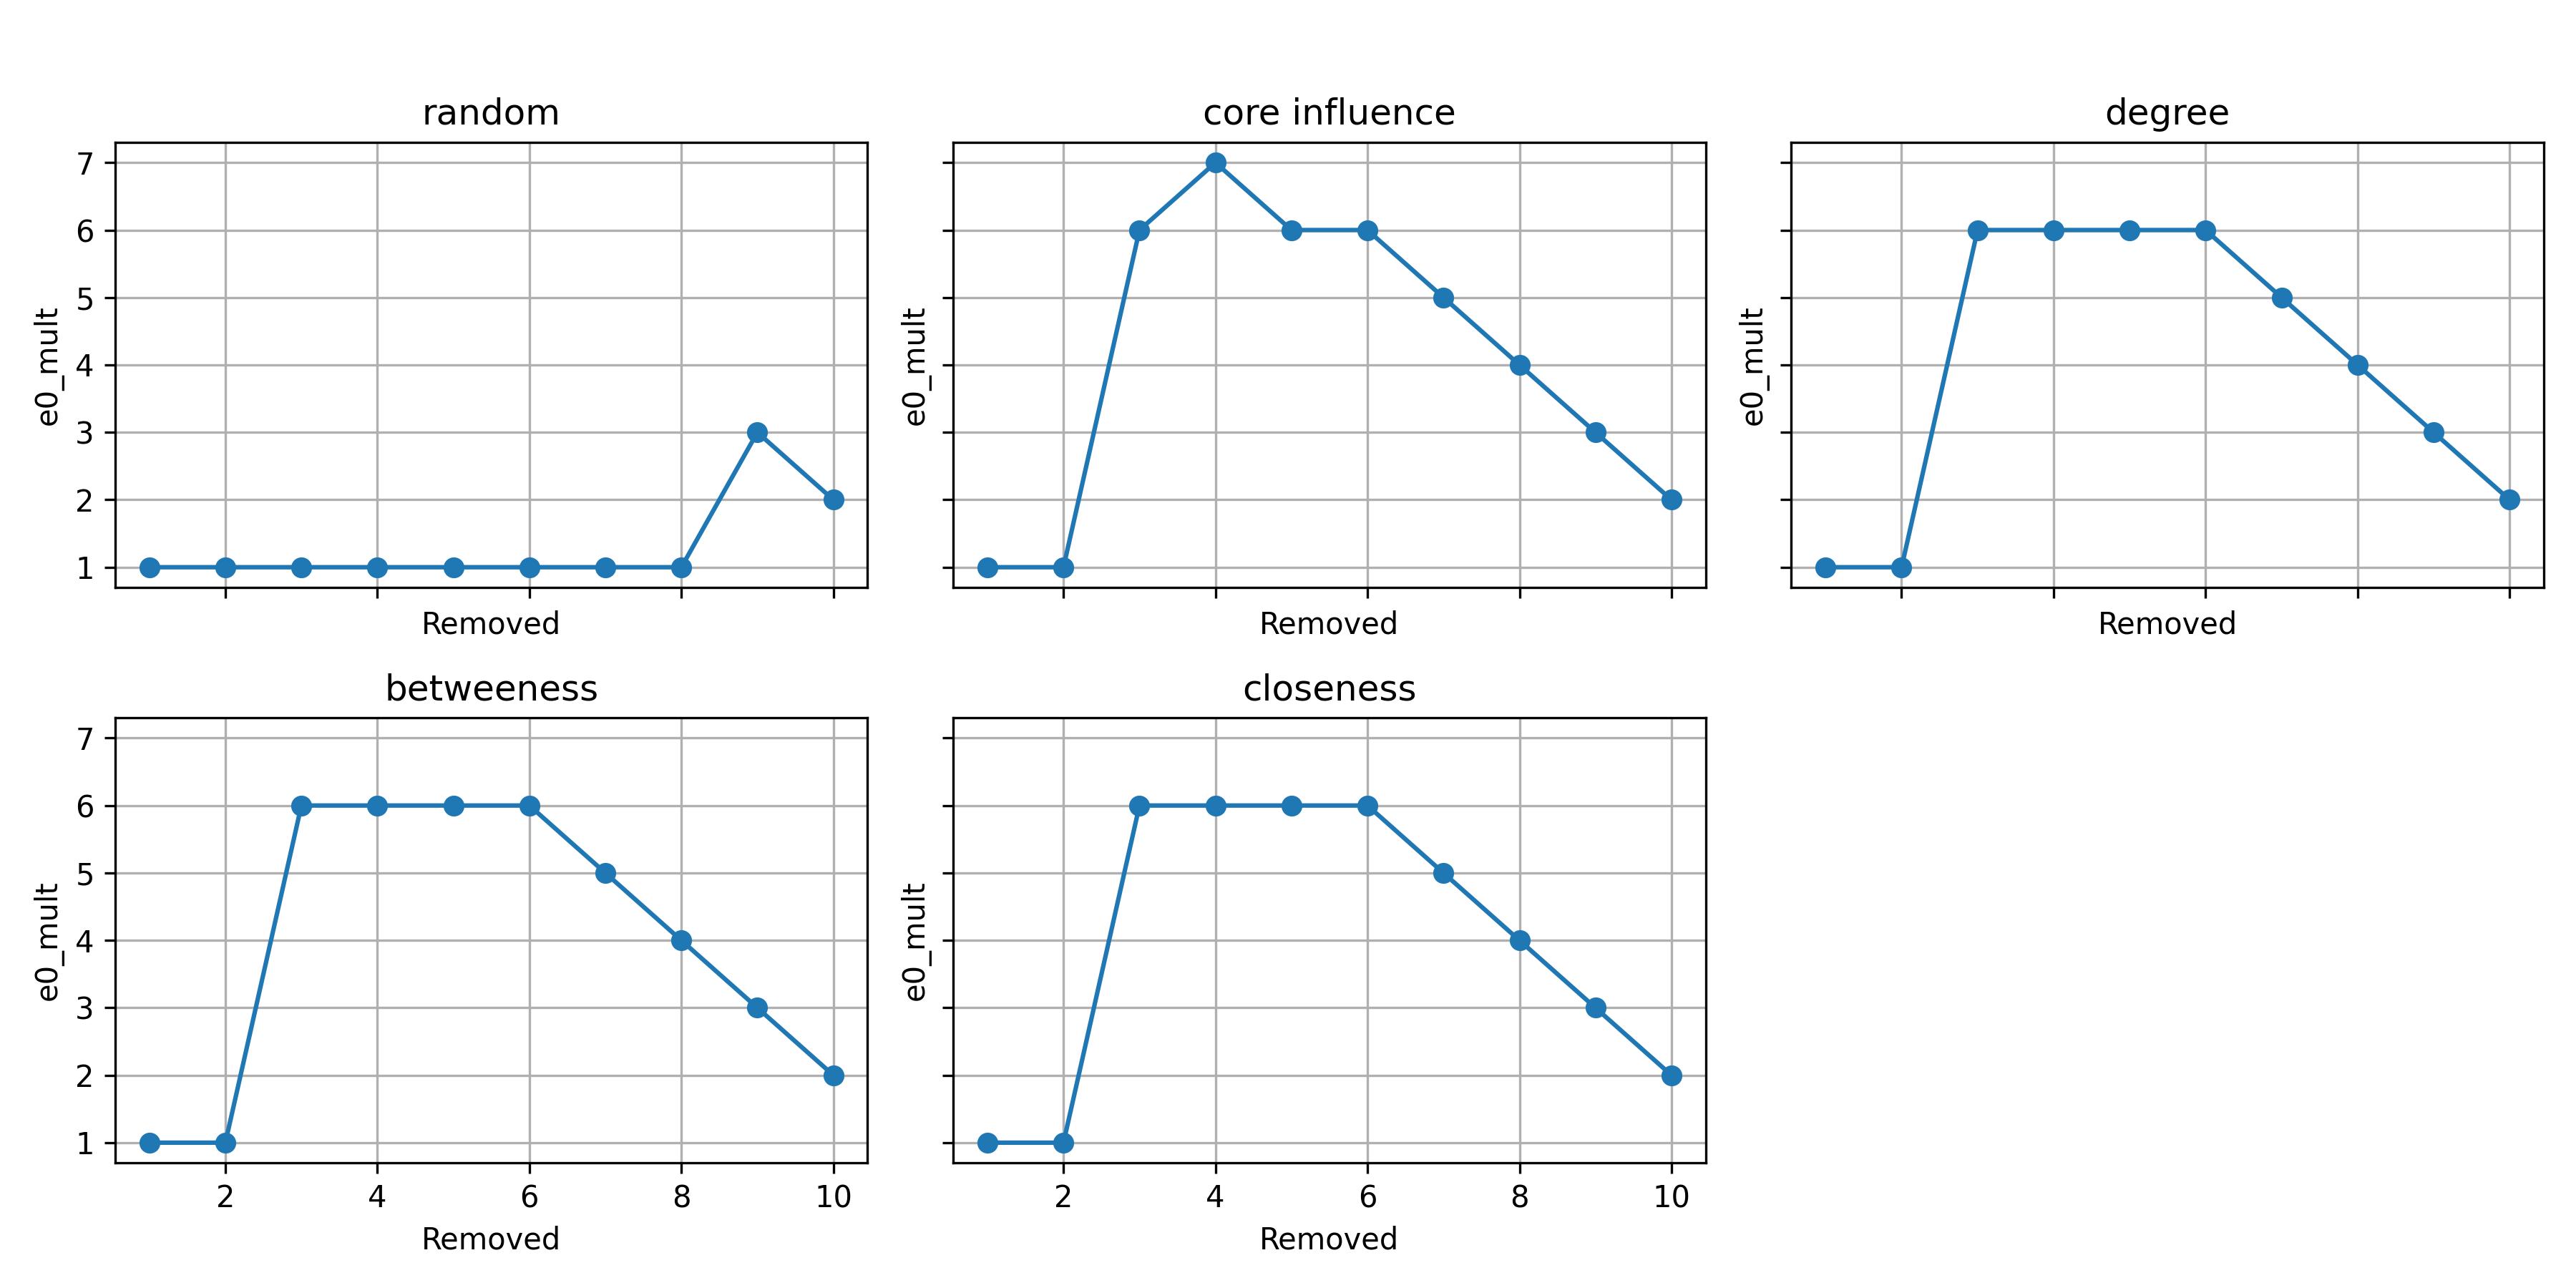 random
core influence
degree
7
6
5
4
3
2
1
e0_mult
e0_mult
e0_mult
Removed
Removed
Removed
betweeness
closeness
7
6
5
4
3
2
1
e0_mult
e0_mult
2 4 6 8 10
2 4 6 8 10
Removed
Removed